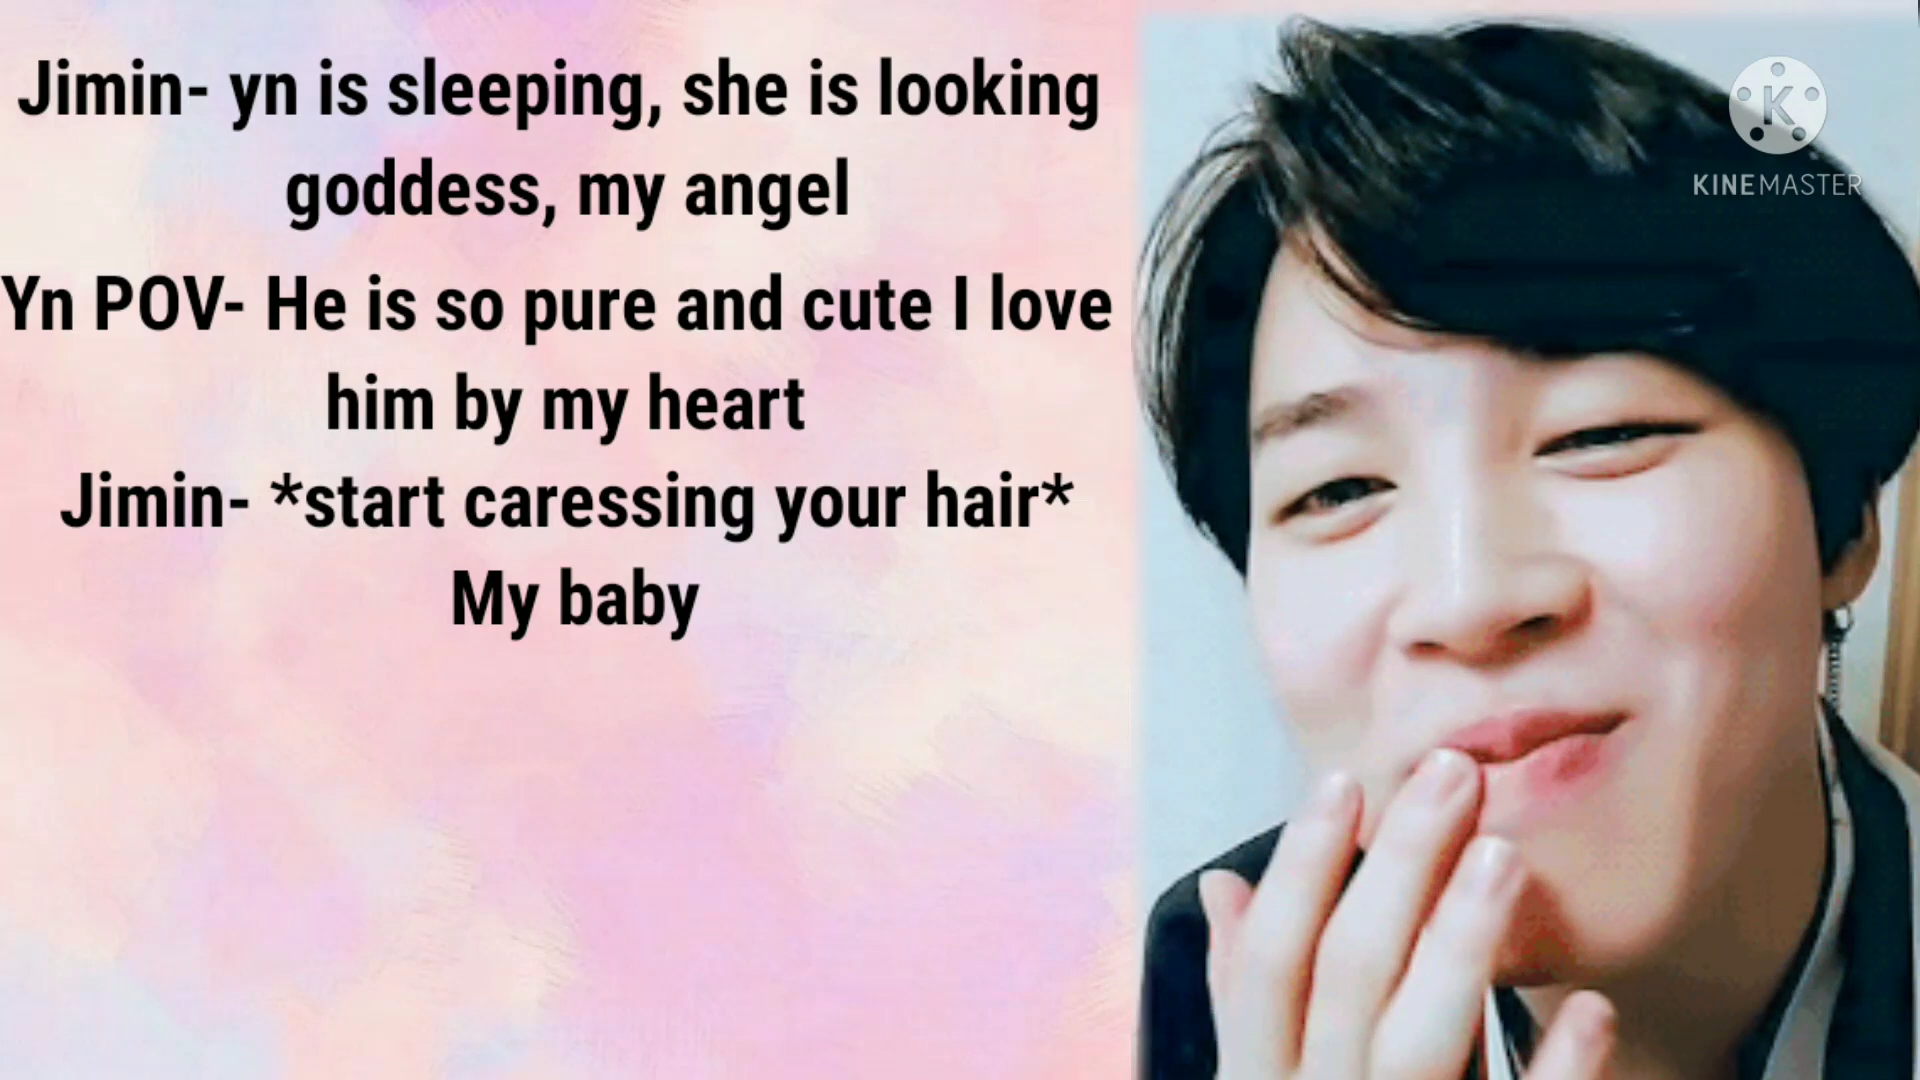 Jimin- yn is sleeping, she is looking
goddess, my angel
Yn POV- He is so pure and cute I love
him by my heart
Jimin- *start caressing your hair*
My baby
K
KINEMASTER